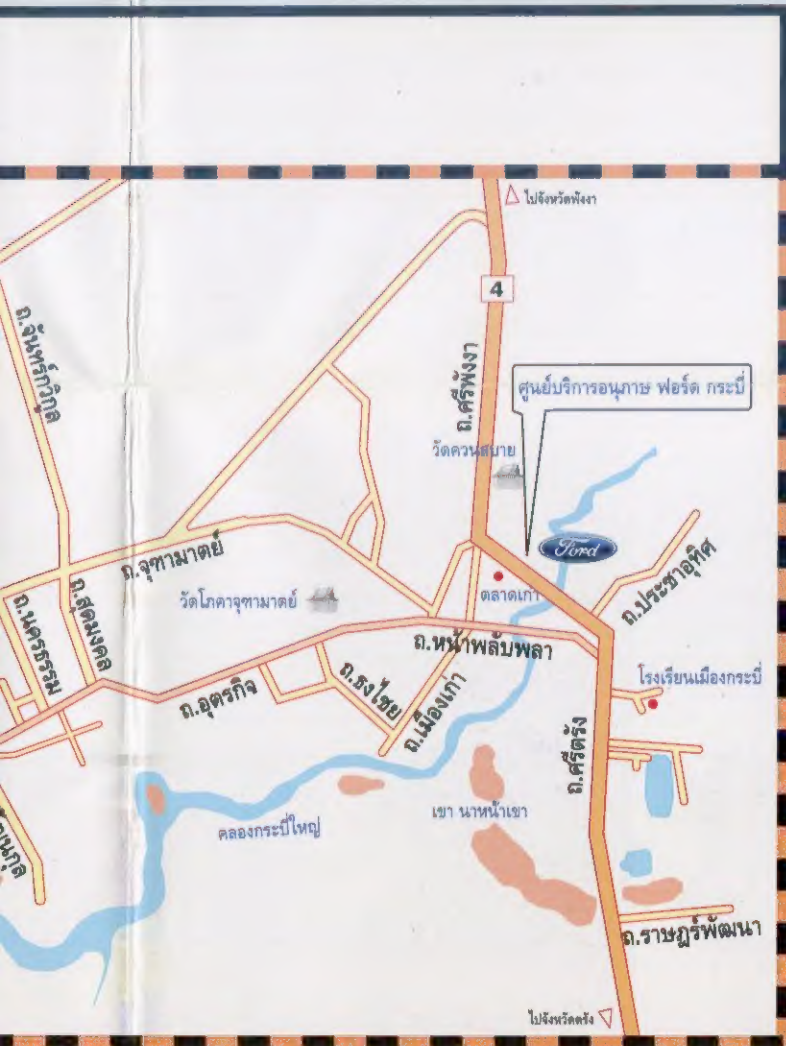 ไปจังหวัดพังงา
4
ถ.จันทร์กวีกูล
ถ.ศรีพังงา
ศูนย์บริการอนุภาษ ฟอร์ด กระบี่
วัดควนสบาย
Ford
ถ.จุฑามาตย์
ถ.ประชาอุทิศ
ถ.นครธรรม
ถ.สดมงคล
วัดโภคาจุฑามาตย์
ตลาดเก่า
ถ.หน้าพลับพลา
ถ.อุตรกิจ
ถ.ธงไชย
ถ.เมืองเก่า
โรงเรียนเมืองกระบี่
ถ.ศรีตรัง
คลองกระบี่ใหญ่
เขา นาหน้าเขา
ถ.ราษฎร์พัฒนา
ไปจังหวัดตรัง